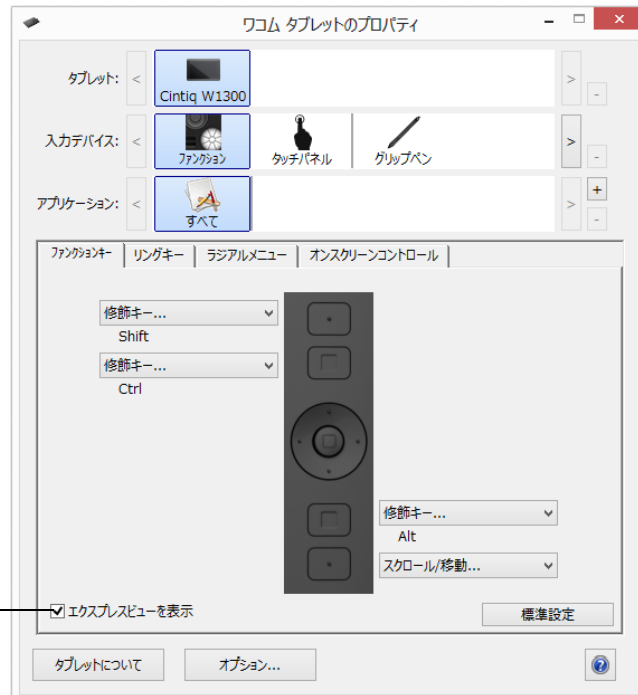 ワコム タブレットのプロパティ
タブレット:
Cintiq W1300
入力デバイス:
ファンクション
タッチパネル
グリップペン
アプリケーション:
すべて
ファンクションキー
リングキー
ラジアルメニュー
オンスクリーンコントロール
修飾キー...
Shift
修飾キー...
Ctrl
修飾キー...
Alt
スクロール/移動...
エクスプレスビューを表示
標準設定
タブレットについて
オプション...